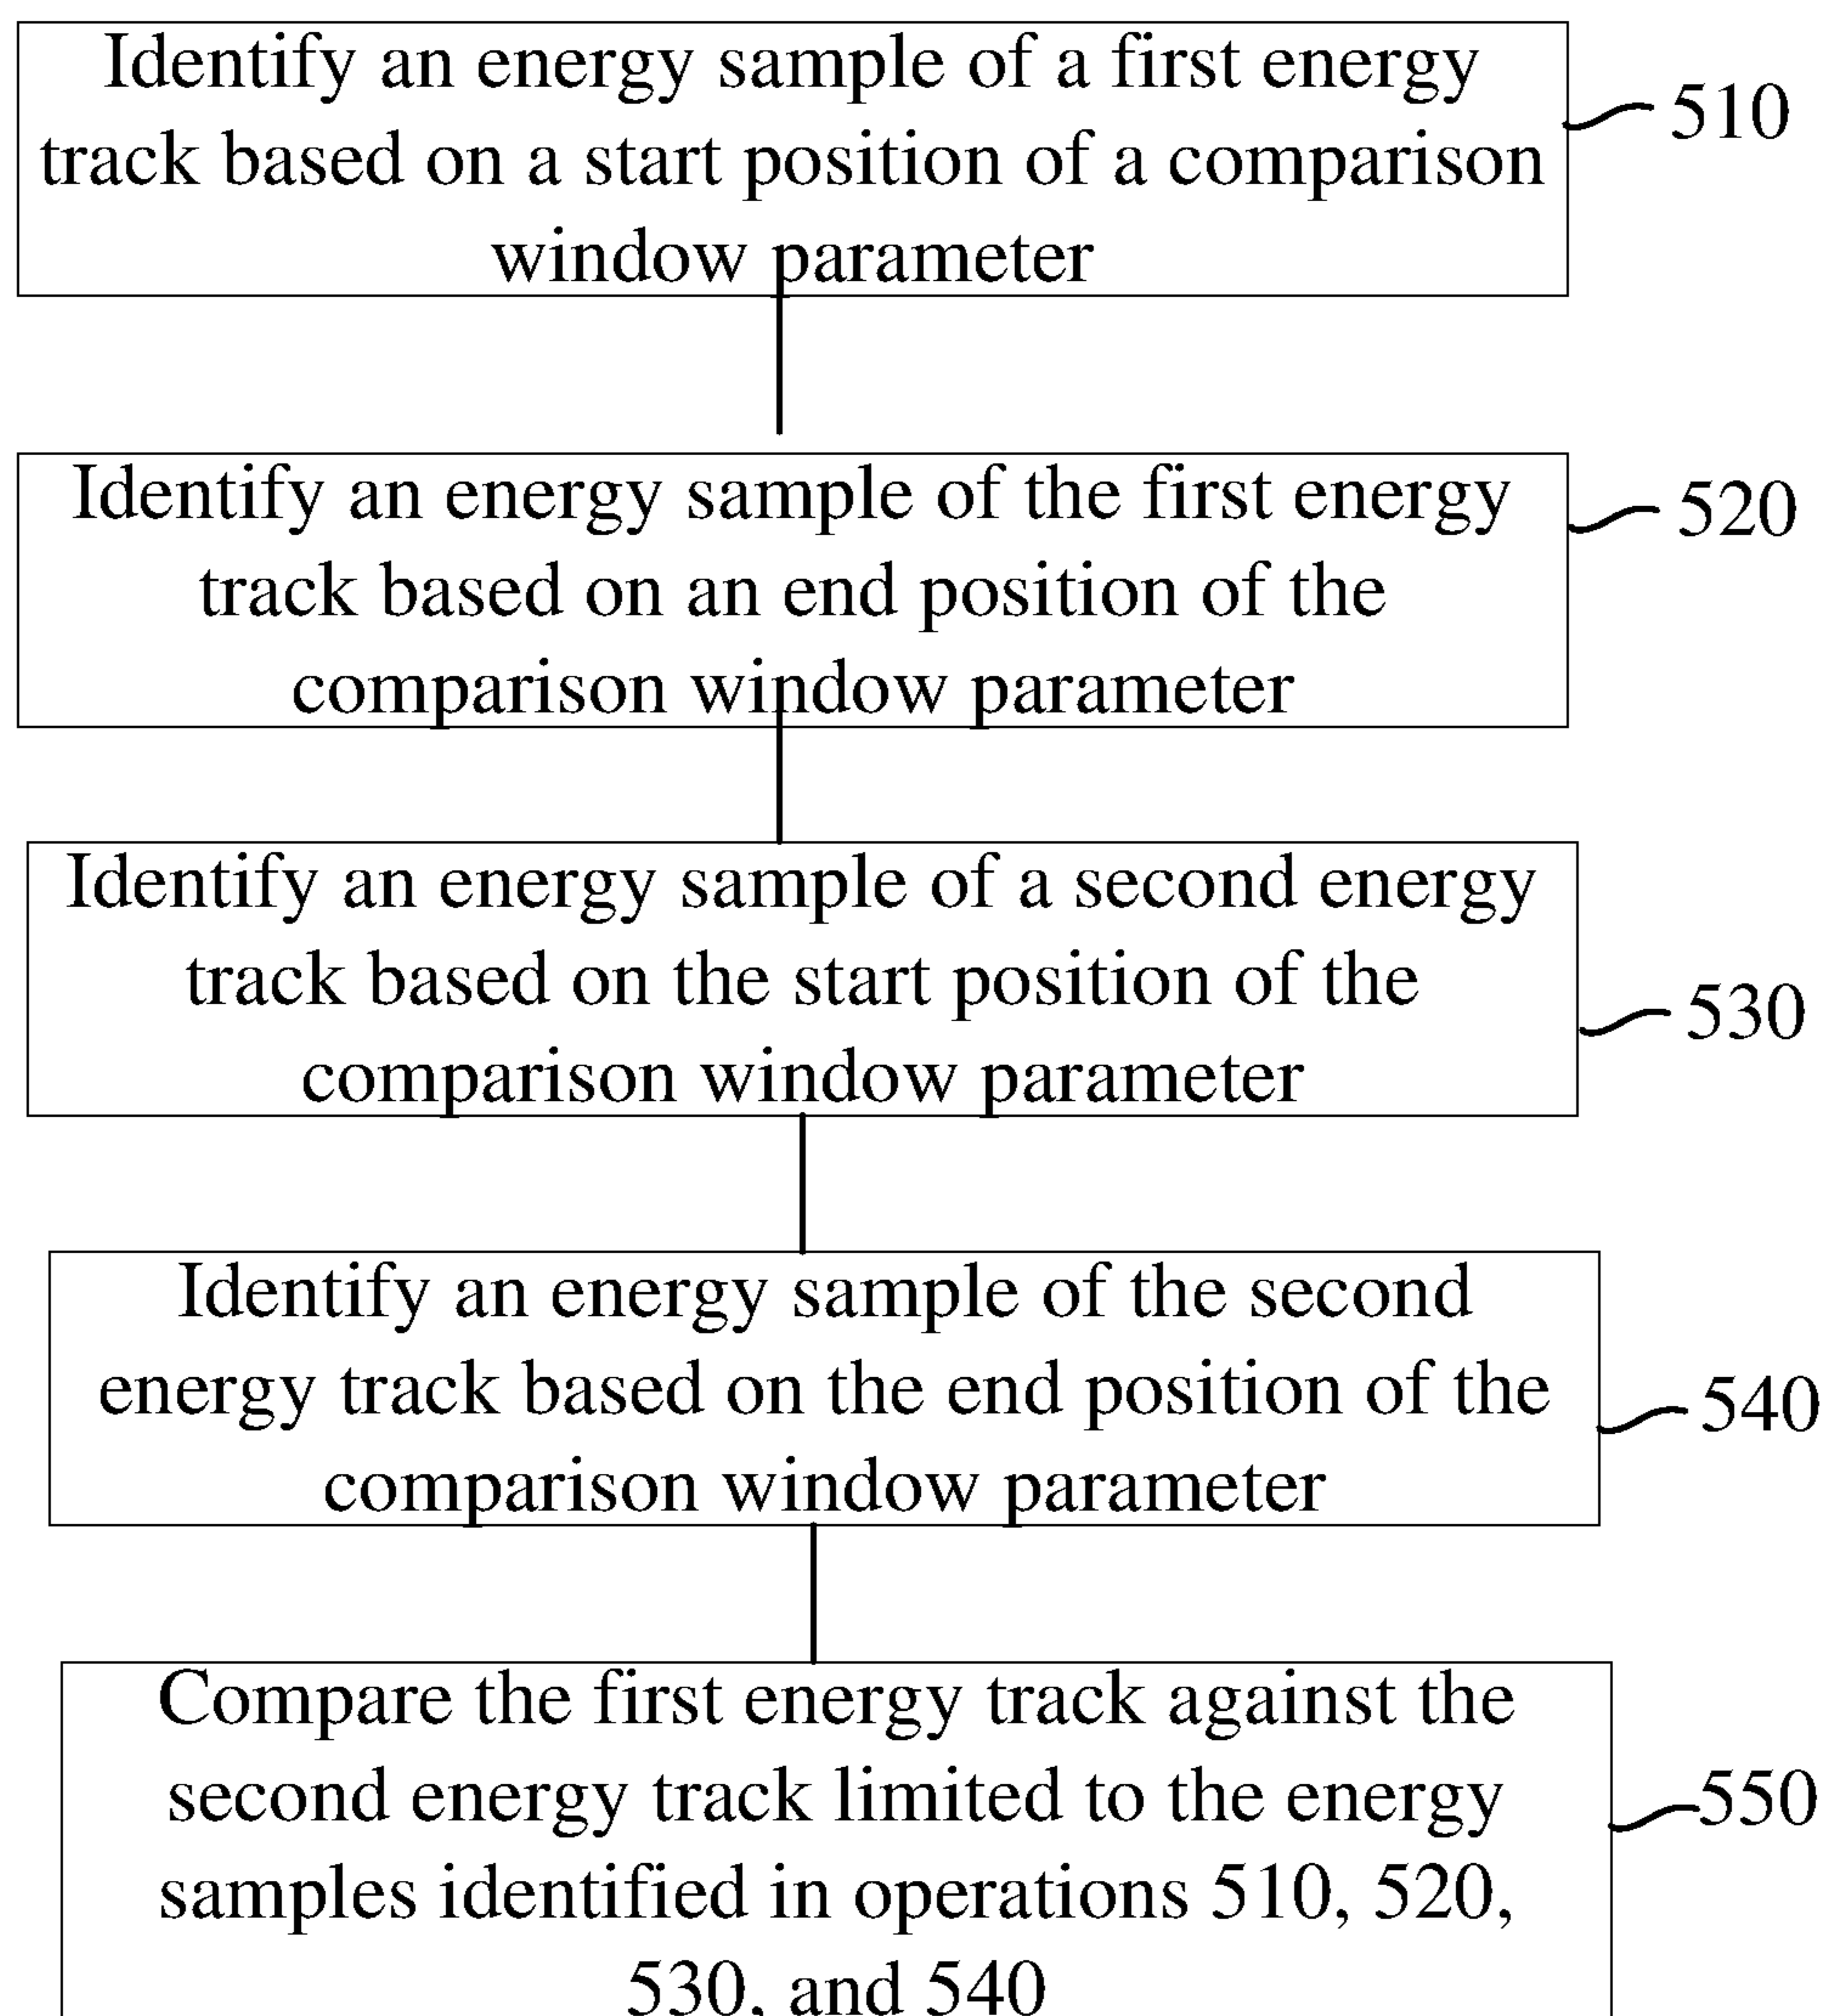 Identify an energy sample of a first energy
track based on a start position of a comparison
window parameter
510
Identify an energy sample of the first energy
track based on an end position of the
comparison window parameter
520
Identify an energy sample of a second energy
track based on the start position of the
comparison window parameter
530
Identify an energy sample of the second
energy track based on the end position of the
comparison window parameter
540
Compare the first energy track against the
second energy track limited to the energy
samples identified in operations 510, 520,
530, and 540
550